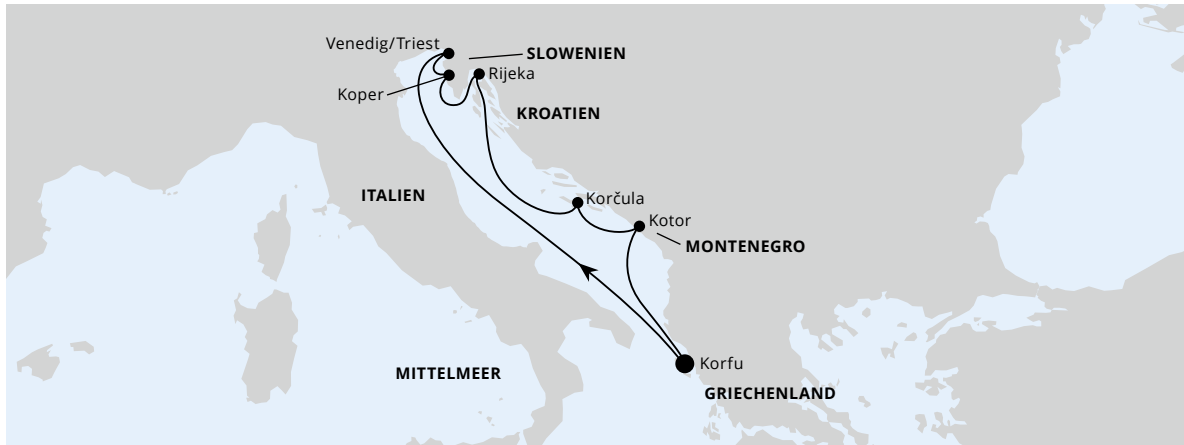 Venedig/Triest
SLOWENIEN
Rijeka
Koper
KROATIEN
ITALIEN
Korčula
Kotor
MONTENEGRO
Korfu
MITTELMEER
GRIECHENLAND